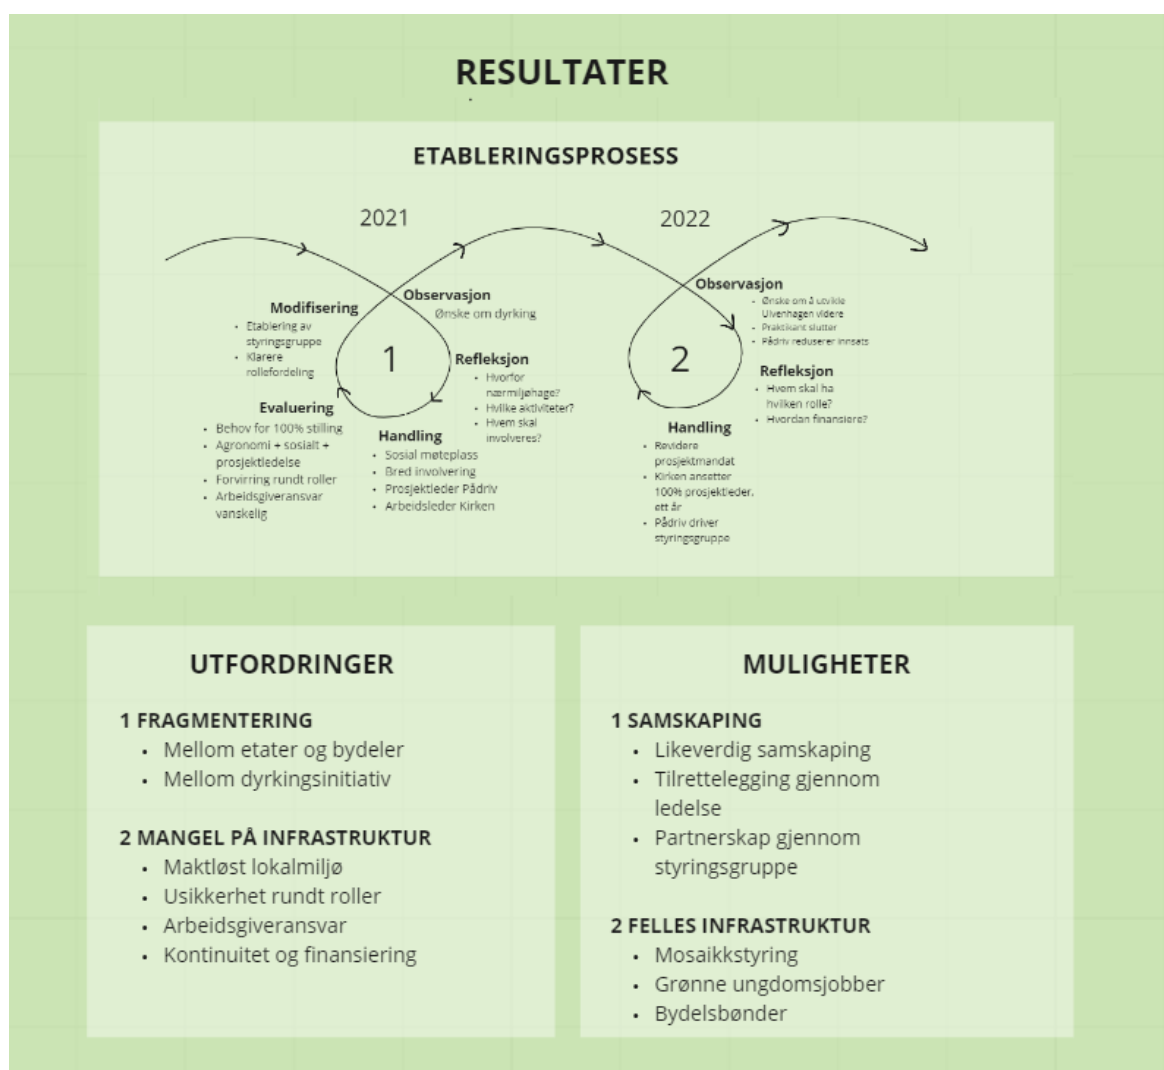 RESULTATER
ETABLERINGSPROSESS
2021
2022
Observasjon
Ønske om dyrking
Refleksjon
• Hvorfor
nærmiljøhage?
• Hvilke aktiviteter?
• Hvem skal
involveres?
1
Handling
• Sosial møteplass
• Bred involvering
• Prosjektleder Pådriv
• Arbeidsleder Kirken
Evaluering
• Behov for 100% stilling
• Agronomi + sosialt +
prosjektledelse
• Forvirring rundt roller
• Arbeidsgiveransvar
vanskelig
Modifisering
• Etablering av
styringsgruppe
• Klarere
rollefordeling
Observasjon
• Ønske om å utvikle
Ulvenhagen videre
• Praktikant slutter
• Pådriv reduserer innsats
2
Refleksjon
• Hvem skal ha
hvilken rolle?
• Hvordan finansiere?
Handling
• Revidere
prosjektmandat
• Kirken ansetter
100% prosjektleder,
ett år
• Pådriv driver
styringsgruppe
UTFORDRINGER
1 FRAGMENTERING
• Mellom etater og bydeler
• Mellom dyrkingsinitiativ
2 MANGEL PÅ INFRASTRUKTUR
• Maktløst lokalmiljø
• Usikkerhet rundt roller
• Arbeidsgiveransvar
• Kontinuitet og finansiering
MULIGHETER
1 SAMSKAPING
• Likeverdig samskaping
• Tilrettelegging gjennom
ledelse
• Partnerskap gjennom
styringsgruppe
2 FELLES INFRASTRUKTUR
• Mosaikkstyring
• Grønne ungdomsjobber
• Bydelsbønder